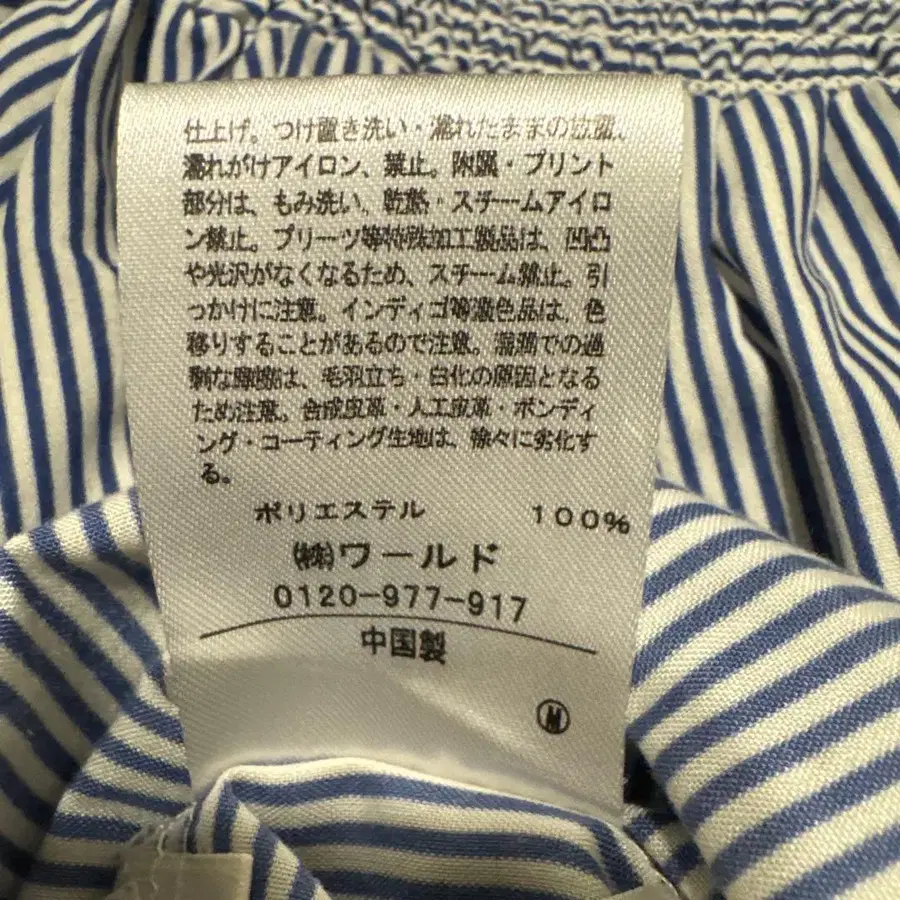 仕上げ。つけ置き洗い・濡れたままの放置、
濡れがけアイロン、禁止。附属・プリント
部分は、もみ洗い、乾熱・スチームアイロ
ン禁止。プリーツ等特殊加工製品は、凹凸
や光沢がなくなるため、スチーム禁止。引
っかけに注意。インディゴ等濃色品は、色
移りすることがあるので注意。湿潤での過
剰な摩擦は、毛羽立ち・白化の原因となる
ため注意。合成皮革・人工皮革・ボンディ
ング・コーティング生地は、徐々に劣化す
る。
ポリエステル 100%
㈱ワールド
0120-977-917
中国製
Ⓜ